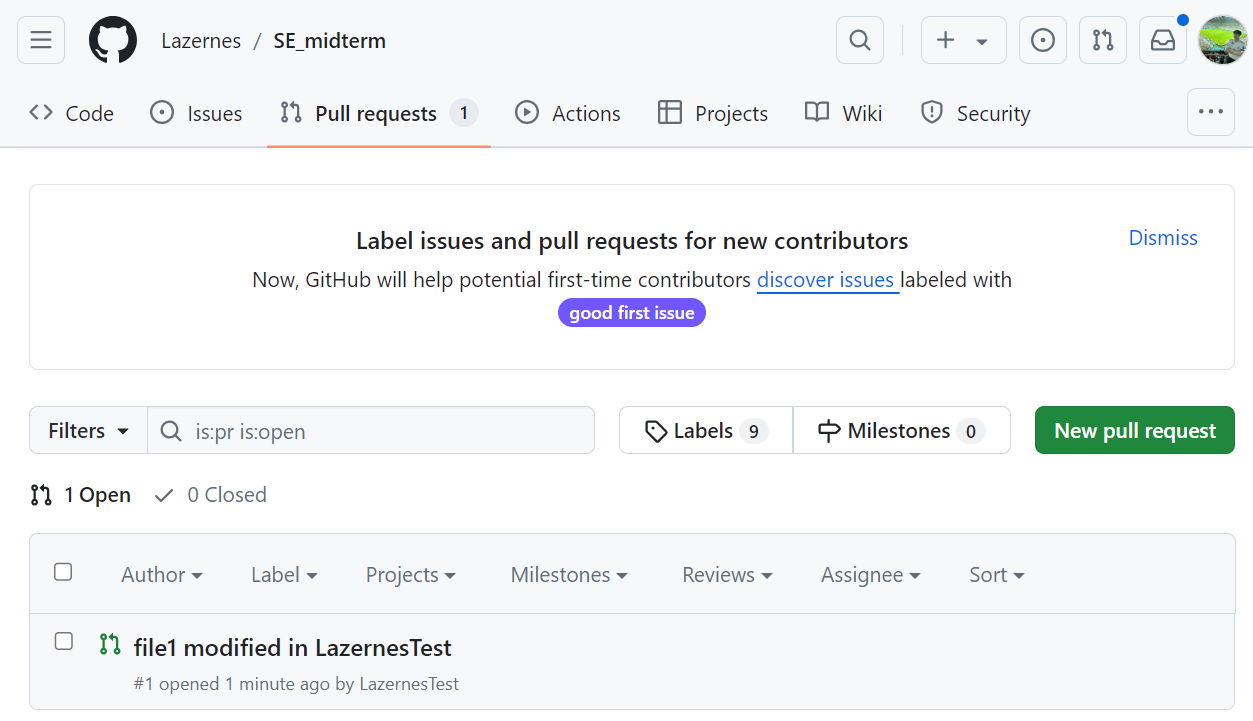 Lazernes / SE_midterm
Code Issues Pull requests 1 Actions Projects Wiki Security
Label issues and pull requests for new contributors
Dismiss
Now, GitHub will help potential first-time contributors discover issues labeled with
good first issue
Filters is:pr is:open Labels 9 Milestones 0 New pull request
1 Open 0 Closed
Author Label Projects Milestones Reviews Assignee Sort
file1 modified in LazernesTest
#1 opened 1 minute ago by LazernesTest